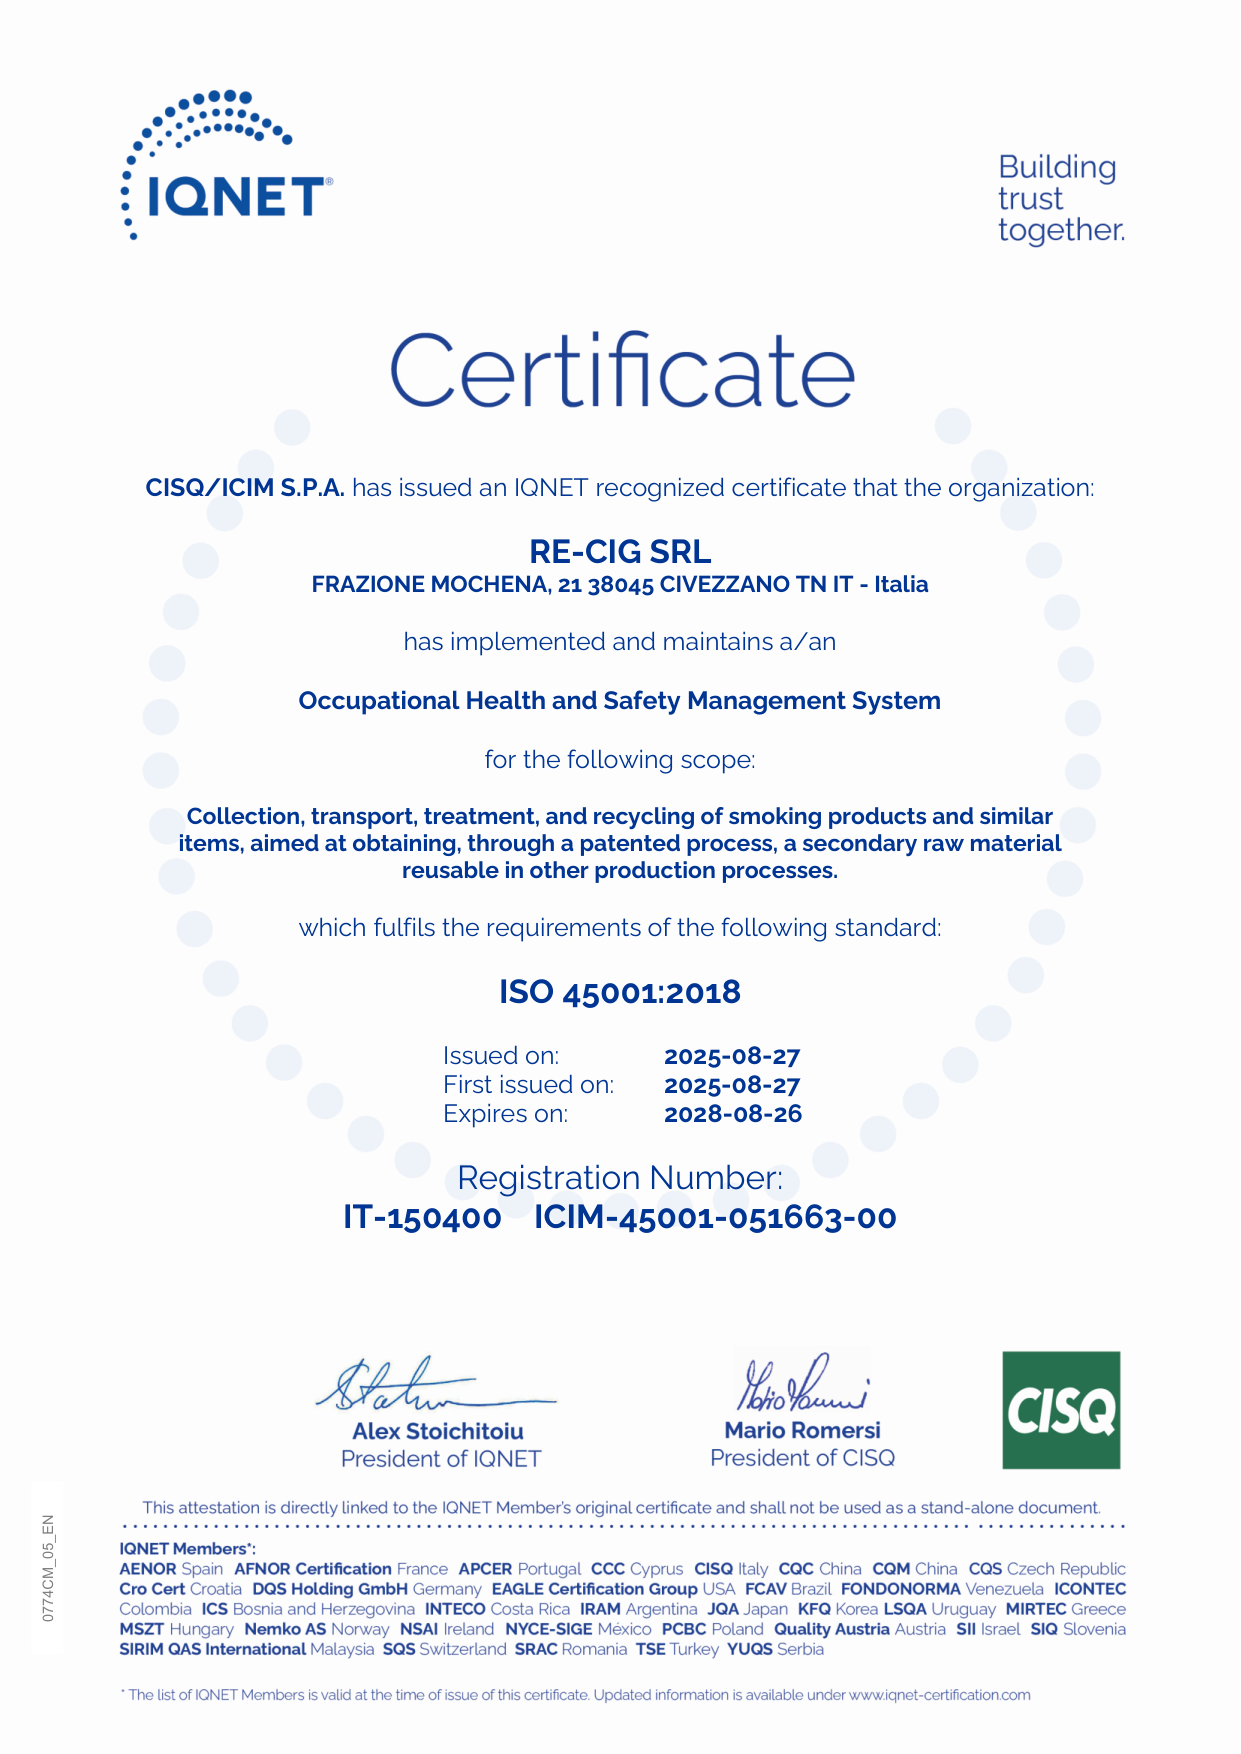 IQNET®
Building
trust
together.
Certificate
CISQ/ICIM S.P.A. has issued an IQNET recognized certificate that the organization:
RE-CIG SRL
FRAZIONE MOCHENA, 21 38045 CIVEZZANO TN IT - Italia
has implemented and maintains a/an
Occupational Health and Safety Management System
for the following scope:
Collection, transport, treatment, and recycling of smoking products and similar
items, aimed at obtaining, through a patented process, a secondary raw material
reusable in other production processes.
which fulfils the requirements of the following standard:
ISO 45001:2018
Issued on: 2025-08-27
First issued on: 2025-08-27
Expires on: 2028-08-26
Registration Number:
IT-150400 ICIM-45001-051663-00
Alex Stoichitoiu
President of IQNET
Mario Romersi
President of CISQ
CISQ
This attestation is directly linked to the IQNET Member's original certificate and shall not be used as a stand-alone document.
IQNET Members*:
AENOR Spain AFNOR Certification France APCER Portugal CCC Cyprus CISQ Italy CQC China CQM China CQS Czech Republic
Cro Cert Croatia DQS Holding GmbH Germany EAGLE Certification Group USA FCAV Brazil FONDONORMA Venezuela ICONTEC
Colombia ICS Bosnia and Herzegovina INTECO Costa Rica IRAM Argentina JQA Japan KFQ Korea LSQA Uruguay MIRTEC Greece
MSZT Hungary Nemko AS Norway NSAI Ireland NYCE-SIGE México PCBC Poland Quality Austria Austria SII Israel SIQ Slovenia
SIRIM QAS International Malaysia SQS Switzerland SRAC Romania TSE Turkey YUQS Serbia
* The list of IQNET Members is valid at the time of issue of this certificate. Updated information is available under www.iqnet-certification.com
0774CM_05_EN